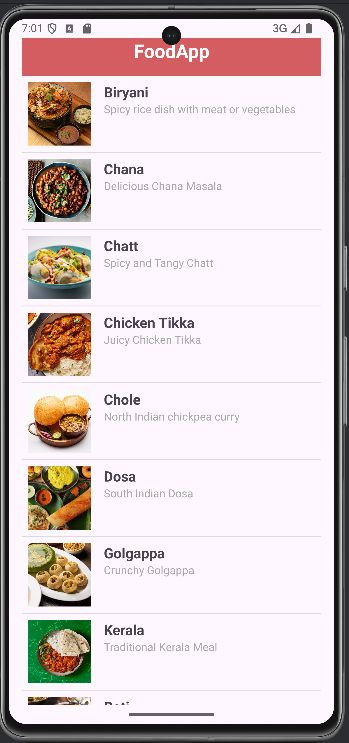 7:01
3G
FoodApp
Biryani
Spicy rice dish with meat or vegetables
Chana
Delicious Chana Masala
Chatt
Spicy and Tangy Chatt
Chicken Tikka
Juicy Chicken Tikka
Chole
North Indian chickpea curry
Dosa
South Indian Dosa
Golgappa
Crunchy Golgappa
Kerala
Traditional Kerala Meal